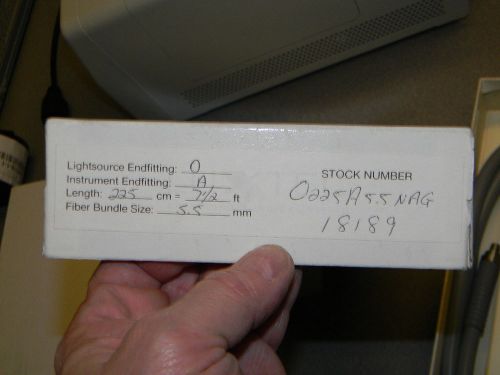 Lightsource Endfitting: O
Instrument Endfitting: A
Length: 225 cm = 7 1/2 ft
Fiber Bundle Size: 5.5 mm
STOCK NUMBER
O225A5.5NAG
18189